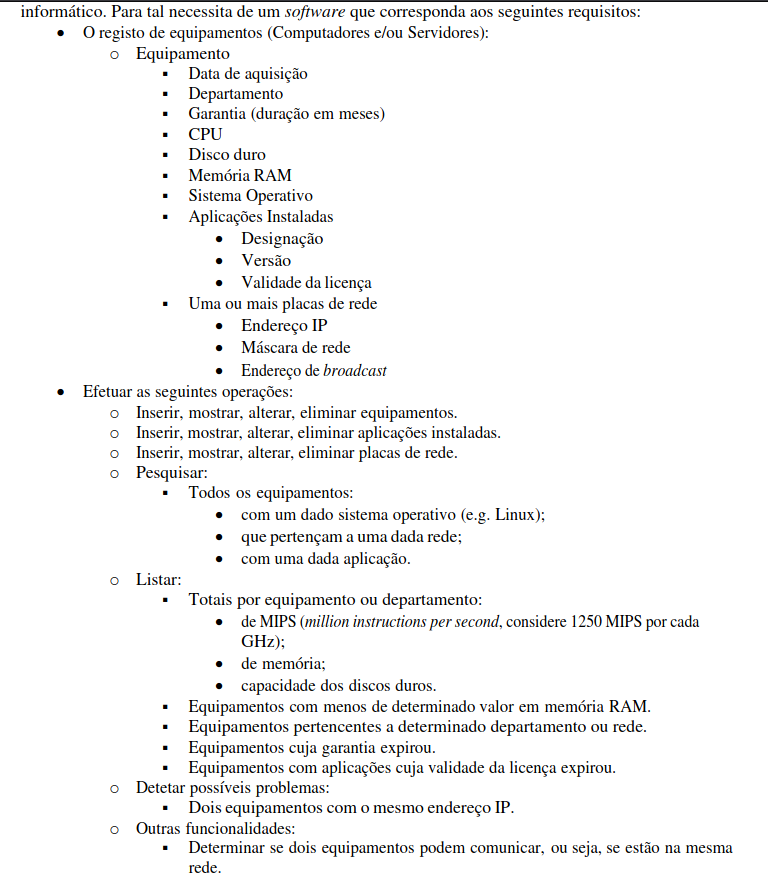 informático. Para tal necessita de um software que corresponda aos seguintes requisitos:
• O registo de equipamentos (Computadores e/ou Servidores):
o Equipamento
▪ Data de aquisição
▪ Departamento
▪ Garantia (duração em meses)
▪ CPU
▪ Disco duro
▪ Memória RAM
▪ Sistema Operativo
▪ Aplicações Instaladas
• Designação
• Versão
• Validade da licença
▪ Uma ou mais placas de rede
• Endereço IP
• Máscara de rede
• Endereço de broadcast
• Efetuar as seguintes operações:
o Inserir, mostrar, alterar, eliminar equipamentos.
o Inserir, mostrar, alterar, eliminar aplicações instaladas.
o Inserir, mostrar, alterar, eliminar placas de rede.
o Pesquisar:
▪ Todos os equipamentos:
• com um dado sistema operativo (e.g. Linux);
• que pertençam a uma dada rede;
• com uma dada aplicação.
o Listar:
▪ Totais por equipamento ou departamento:
• de MIPS (million instructions per second, considere 1250 MIPS por cada
GHz);
• de memória;
• capacidade dos discos duros.
▪ Equipamentos com menos de determinado valor em memória RAM.
▪ Equipamentos pertencentes a determinado departamento ou rede.
▪ Equipamentos cuja garantia expirou.
▪ Equipamentos com aplicações cuja validade da licença expirou.
o Detetar possíveis problemas:
▪ Dois equipamentos com o mesmo endereço IP.
o Outras funcionalidades:
▪ Determinar se dois equipamentos podem comunicar, ou seja, se estão na mesma
rede.